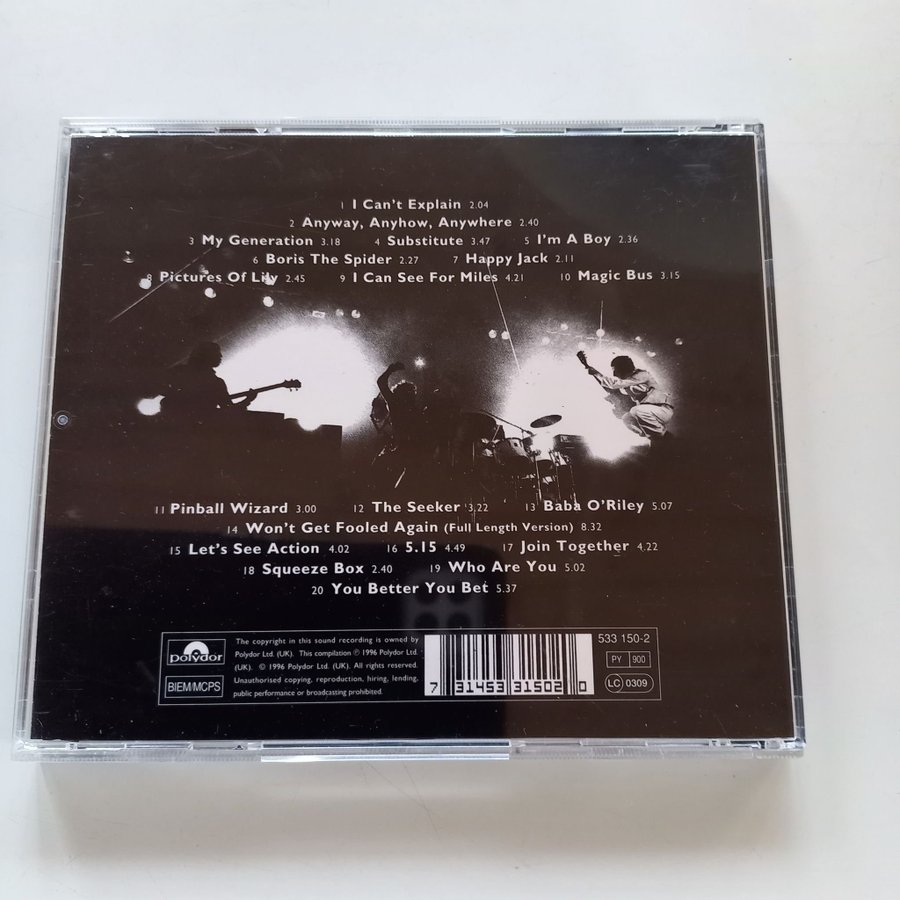 1 I Can't Explain 2.04
2 Anyway, Anyhow, Anywhere 2.40
3 My Generation 3.18 4 Substitute 3.47 5 I'm A Boy 2.36
6 Boris The Spider 2.27 7 Happy Jack 2.11
8 Pictures Of Lily 2.45 9 I Can See For Miles 4.21 10 Magic Bus 3.15
11 Pinball Wizard 3.00 12 The Seeker 3.22 13 Baba O'Riley 5.07
14 Won't Get Fooled Again (Full Length Version) 8.32
15 Let's See Action 4.02 16 5.15 4.49 17 Join Together 4.22
18 Squeeze Box 2.40 19 Who Are You 5.02
20 You Better You Bet 5.37
polydor
BIEM/MCPS
The copyright in this sound recording is owned by
Polydor Ltd. (UK). This compilation ℗ 1996 Polydor Ltd.
(UK). © 1996 Polydor Ltd. (UK). All rights reserved.
Unauthorised copying, reproduction, hiring, lending,
public performance or broadcasting prohibited.
7 31453 31502 0
533 150-2
PY 900
LC 0309